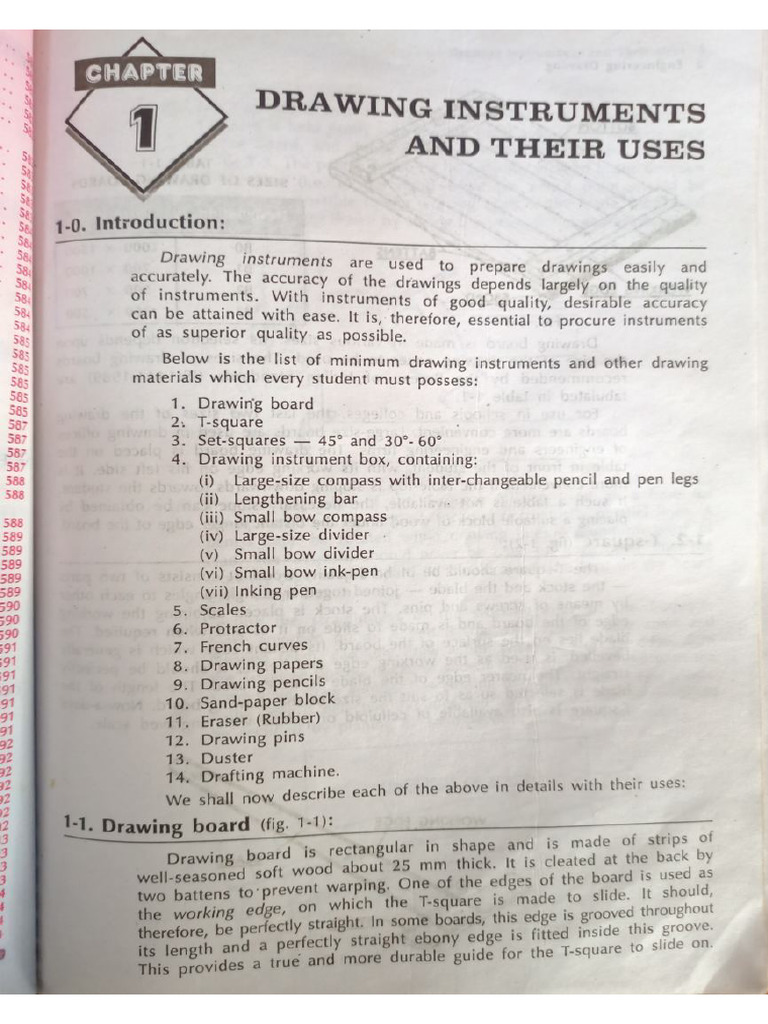 CHAPTER
1
DRAWING INSTRUMENTS
AND THEIR USES
1-0. Introduction:
Drawing instruments are used to prepare drawings easily and
accurately. The accuracy of the drawings depends largely on the quality
of instruments. With instruments of good quality, desirable accuracy
can be attained with ease. It is, therefore, essential to procure instruments
of as superior quality as possible.
Below is the list of minimum drawing instruments and other drawing
materials which every student must possess:
1. Drawing board
2. T-square
3. Set-squares — 45° and 30°- 60°
4. Drawing instrument box, containing:
(i) Large-size compass with inter-changeable pencil and pen legs
(ii) Lengthening bar
(iii) Small bow compass
(iv) Large-size divider
(v) Small bow divider
(vi) Small bow ink-pen
(vii) Inking pen
5. Scales
6. Protractor
7. French curves
8. Drawing papers
9. Drawing pencils
10. Sand-paper block
11. Eraser (Rubber)
12. Drawing pins
13. Duster
14. Drafting machine.
We shall now describe each of the above in details with their uses:
1-1. Drawing board (fig. 1-1):
Drawing board is rectangular in shape and is made of strips of
well-seasoned soft wood about 25 mm thick. It is cleated at the back by
two battens to prevent warping. One of the edges of the board is used as
the working edge, on which the T-square is made to slide. It should,
therefore, be perfectly straight. In some boards, this edge is grooved throughout
its length and a perfectly straight ebony edge is fitted inside this groove.
This provides a true and more durable guide for the T-square to slide on.